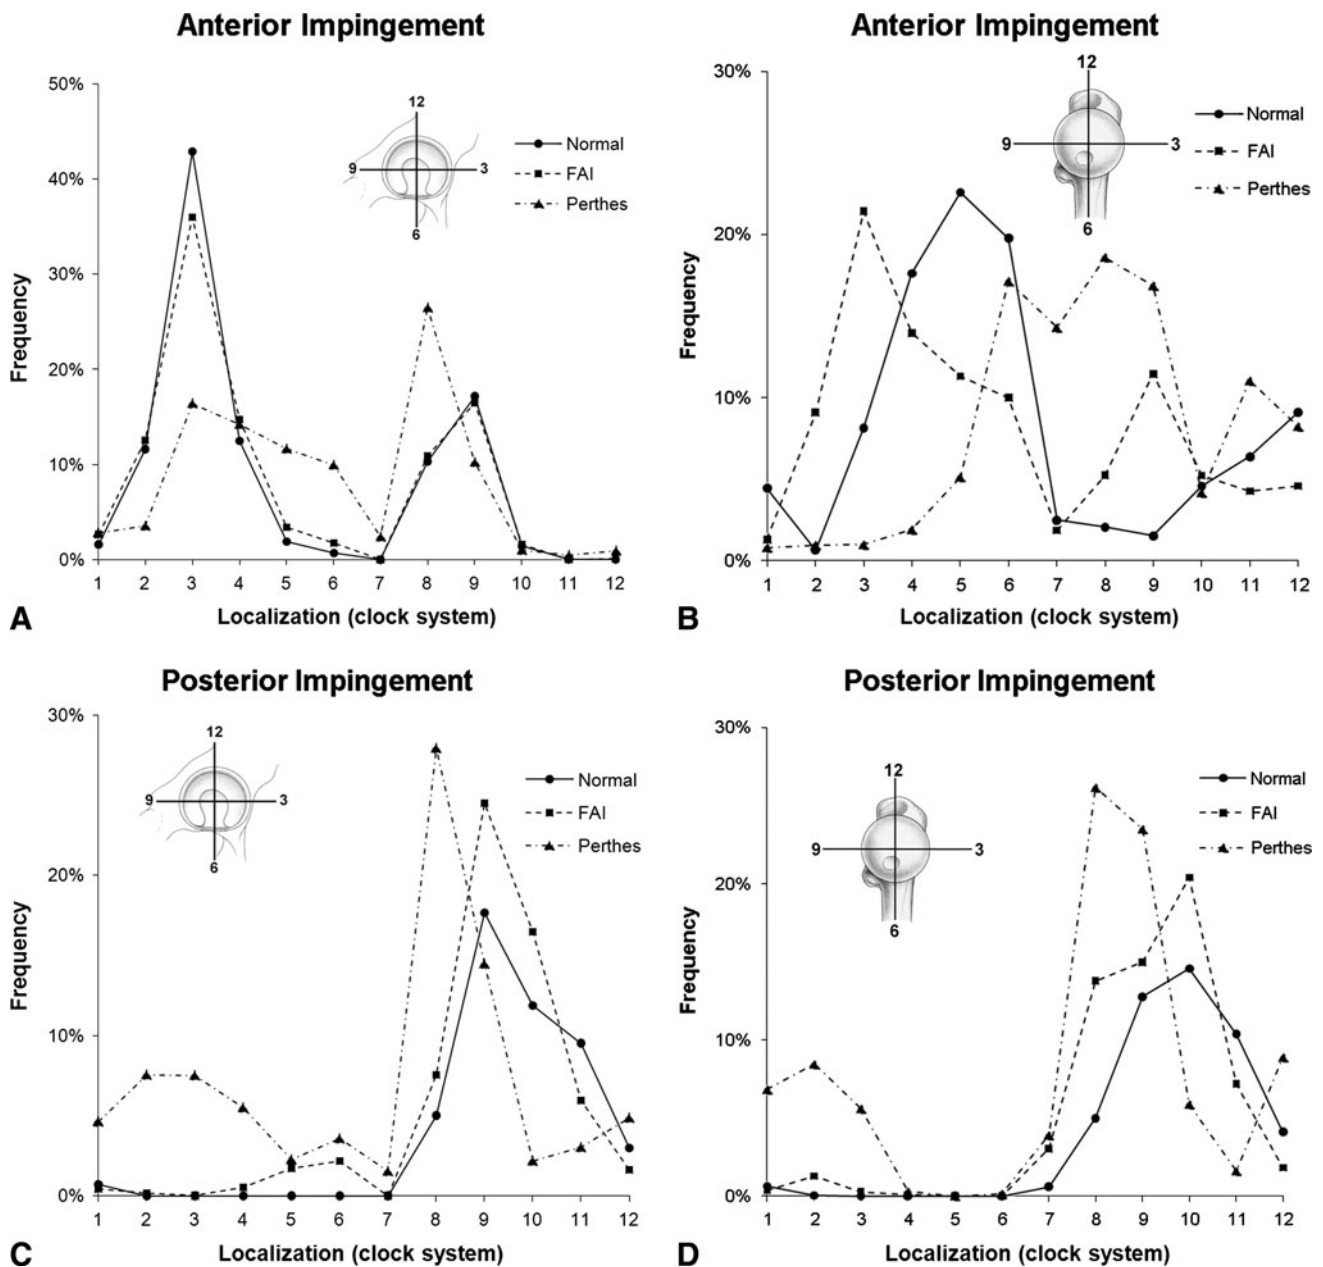 A
Anterior Impingement
50%
40%
30%
20%
10%
0%
Frequency
12
9
3
6
Normal
FAI
Perthes
1 2 3 4 5 6 7 8 9 10 11 12
Localization (clock system)
B
Anterior Impingement
30%
20%
10%
0%
Frequency
12
9
3
6
Normal
FAI
Perthes
1 2 3 4 5 6 7 8 9 10 11 12
Localization (clock system)
C
Posterior Impingement
30%
20%
10%
0%
Frequency
12
9
3
6
Normal
FAI
Perthes
1 2 3 4 5 6 7 8 9 10 11 12
Localization (clock system)
D
Posterior Impingement
30%
20%
10%
0%
Frequency
12
9
3
6
Normal
FAI
Perthes
1 2 3 4 5 6 7 8 9 10 11 12
Localization (clock system)